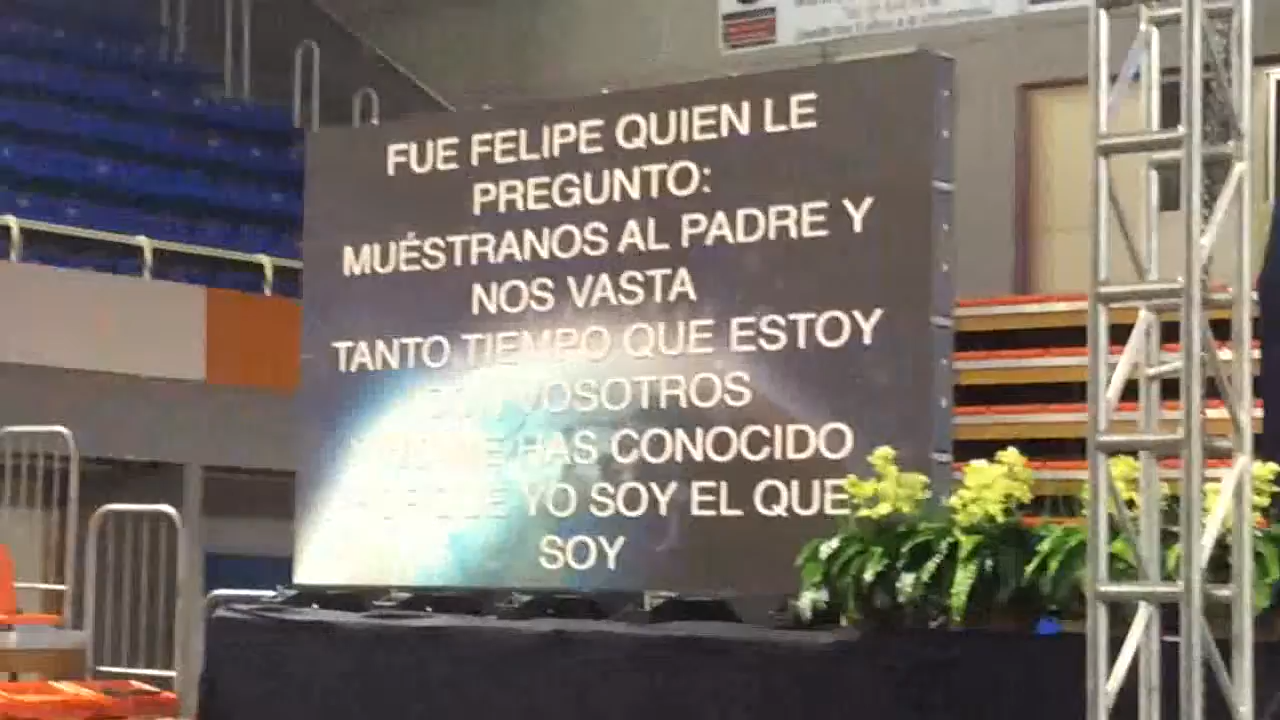 FUE FELIPE QUIEN LE
PREGUNTO:
MUÉSTRANOS AL PADRE Y
NOS VASTA
TANTO TIEMPO QUE ESTOY
VOSOTROS
HAS CONOCIDO
YO SOY EL QUE
SOY